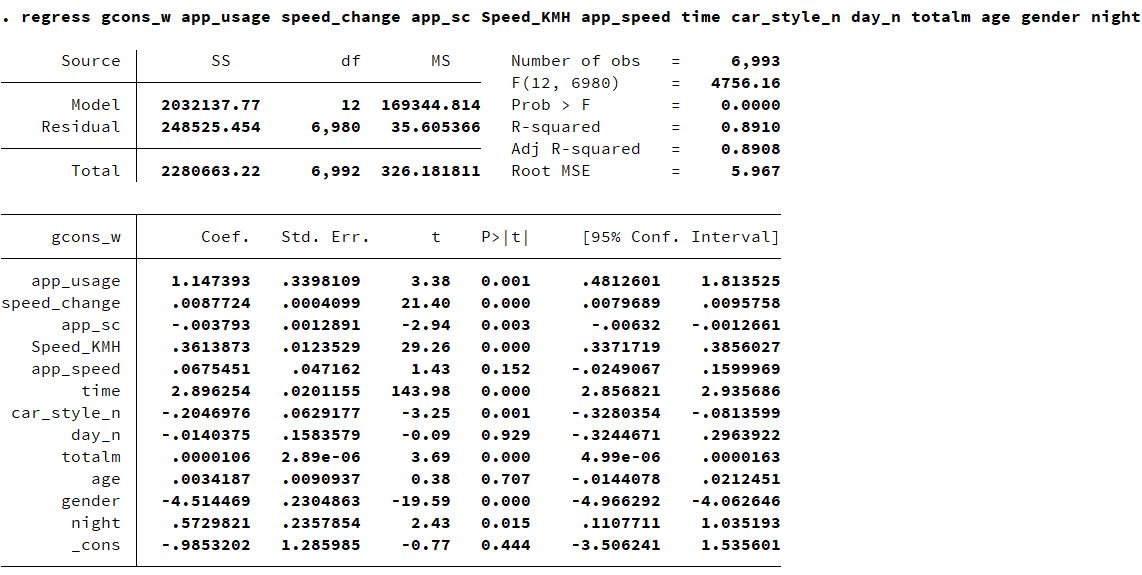 . regress gcons_w app_usage speed_change app_sc Speed_KMH app_speed time car_style_n day_n totalm age gender night
Source | SS df MS Number of obs = 6,993
F(12, 6980) = 4756.16
Model | 2032137.77 12 169344.814 Prob > F = 0.0000
Residual | 248525.454 6,980 35.605366 R-squared = 0.8910
Adj R-squared = 0.8908
Total | 2280663.22 6,992 326.181811 Root MSE = 5.967
gcons_w | Coef. Std. Err. t P>|t| [95% Conf. Interval]
app_usage | 1.147393 .3398109 3.38 0.001 .4812601 1.813525
speed_change | .0087724 .0004099 21.40 0.000 .0079689 .0095758
app_sc | -.003793 .0012891 -2.94 0.003 -.00632 -.0012661
Speed_KMH | .3613873 .0123529 29.26 0.000 .3371719 .3856027
app_speed | .0675451 .047162 1.43 0.152 -.0249067 .1599969
time | 2.896254 .0201155 143.98 0.000 2.856821 2.935686
car_style_n | -.2046976 .0629177 -3.25 0.001 -.3280354 -.0813599
day_n | -.0140375 .1583579 -0.09 0.929 -.3244671 .2963922
totalm | .0000106 2.89e-06 3.69 0.000 4.99e-06 .0000163
age | .0034187 .0090937 0.38 0.707 -.0144078 .0212451
gender | -4.514469 .2304863 -19.59 0.000 -4.966292 -4.062646
night | .5729821 .2357854 2.43 0.015 .1107711 1.035193
_cons | -.9853202 1.285985 -0.77 0.444 -3.506241 1.535601